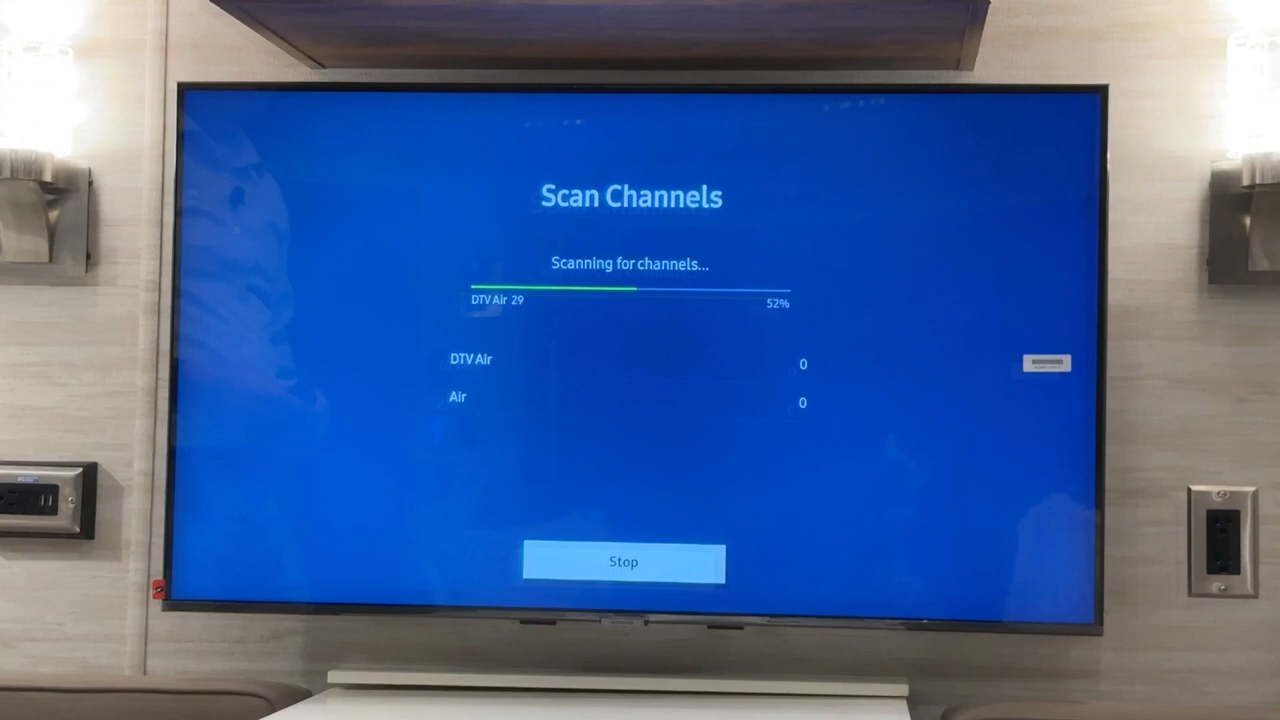 Scan Channels
Scanning for channels...
DTV Air 29 52%
DTV Air 0
Air 0
Stop